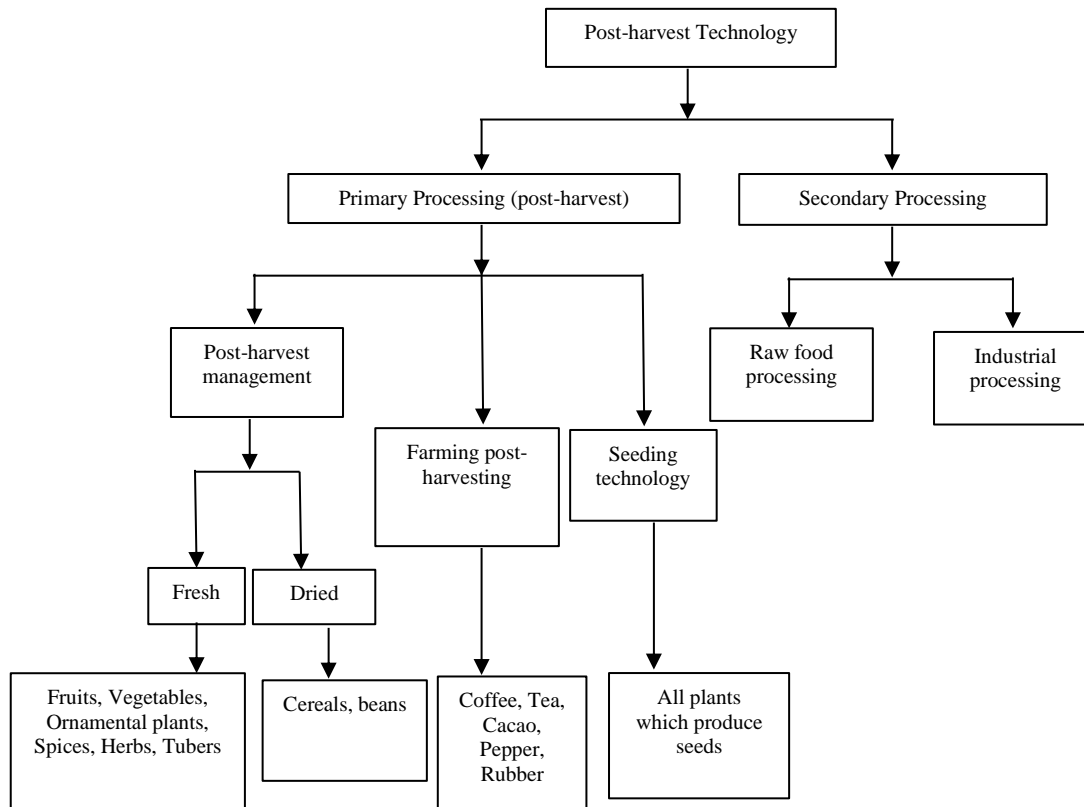 Post-harvest Technology
Primary Processing (post-harvest)
Secondary Processing
Post-harvest
management
Raw food
processing
Industrial
processing
Farming post-
harvesting
Seeding
technology
Fresh
Dried
Fruits, Vegetables,
Ornamental plants,
Spices, Herbs, Tubers
Cereals, beans
Coffee, Tea,
Cacao,
Pepper,
Rubber
All plants
which produce
seeds